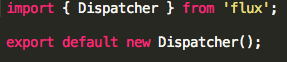 import { Dispatcher } from 'flux';
export default new Dispatcher();